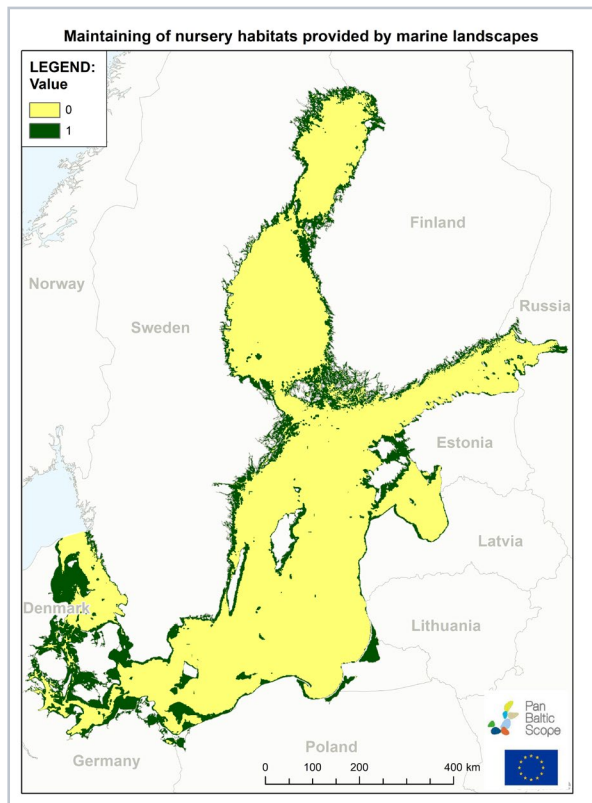 Maintaining of nursery habitats provided by marine landscapes
LEGEND:
Value
0
1
Finland
Norway
Russia
Sweden
Estonia
Latvia
Denmark
Lithuania
Pan
Baltic
Scope
Poland
Germany
0 100 200 400 km